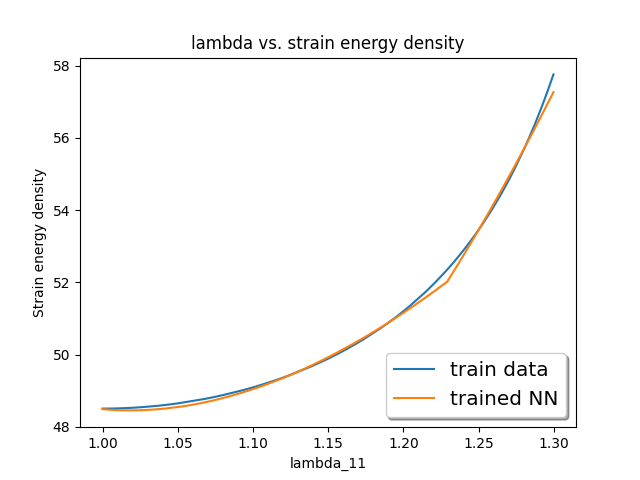 lambda vs. strain energy density
58
56
54
52
50
48
Strain energy density
train data
trained NN
1.00 1.05 1.10 1.15 1.20 1.25 1.30
lambda_11